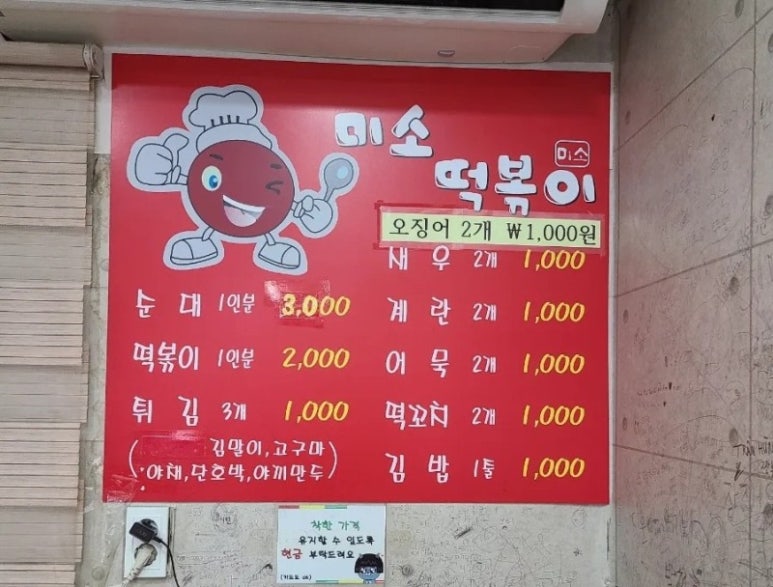 미소
떡볶이
미소
오징어 2개 ₩1,000원
새우 2개 1,000
순대 1인분 3,000
계란 2개 1,000
떡볶이 1인분 2,000
어묵 2개 1,000
튀김 3개 1,000
떡꼬치 2개 1,000
( 김말이,고구마
야채,단호박,야끼만두 )
김밥 1줄 1,000
착한 가격
유지할 수 있도록
현금 부탁드려요